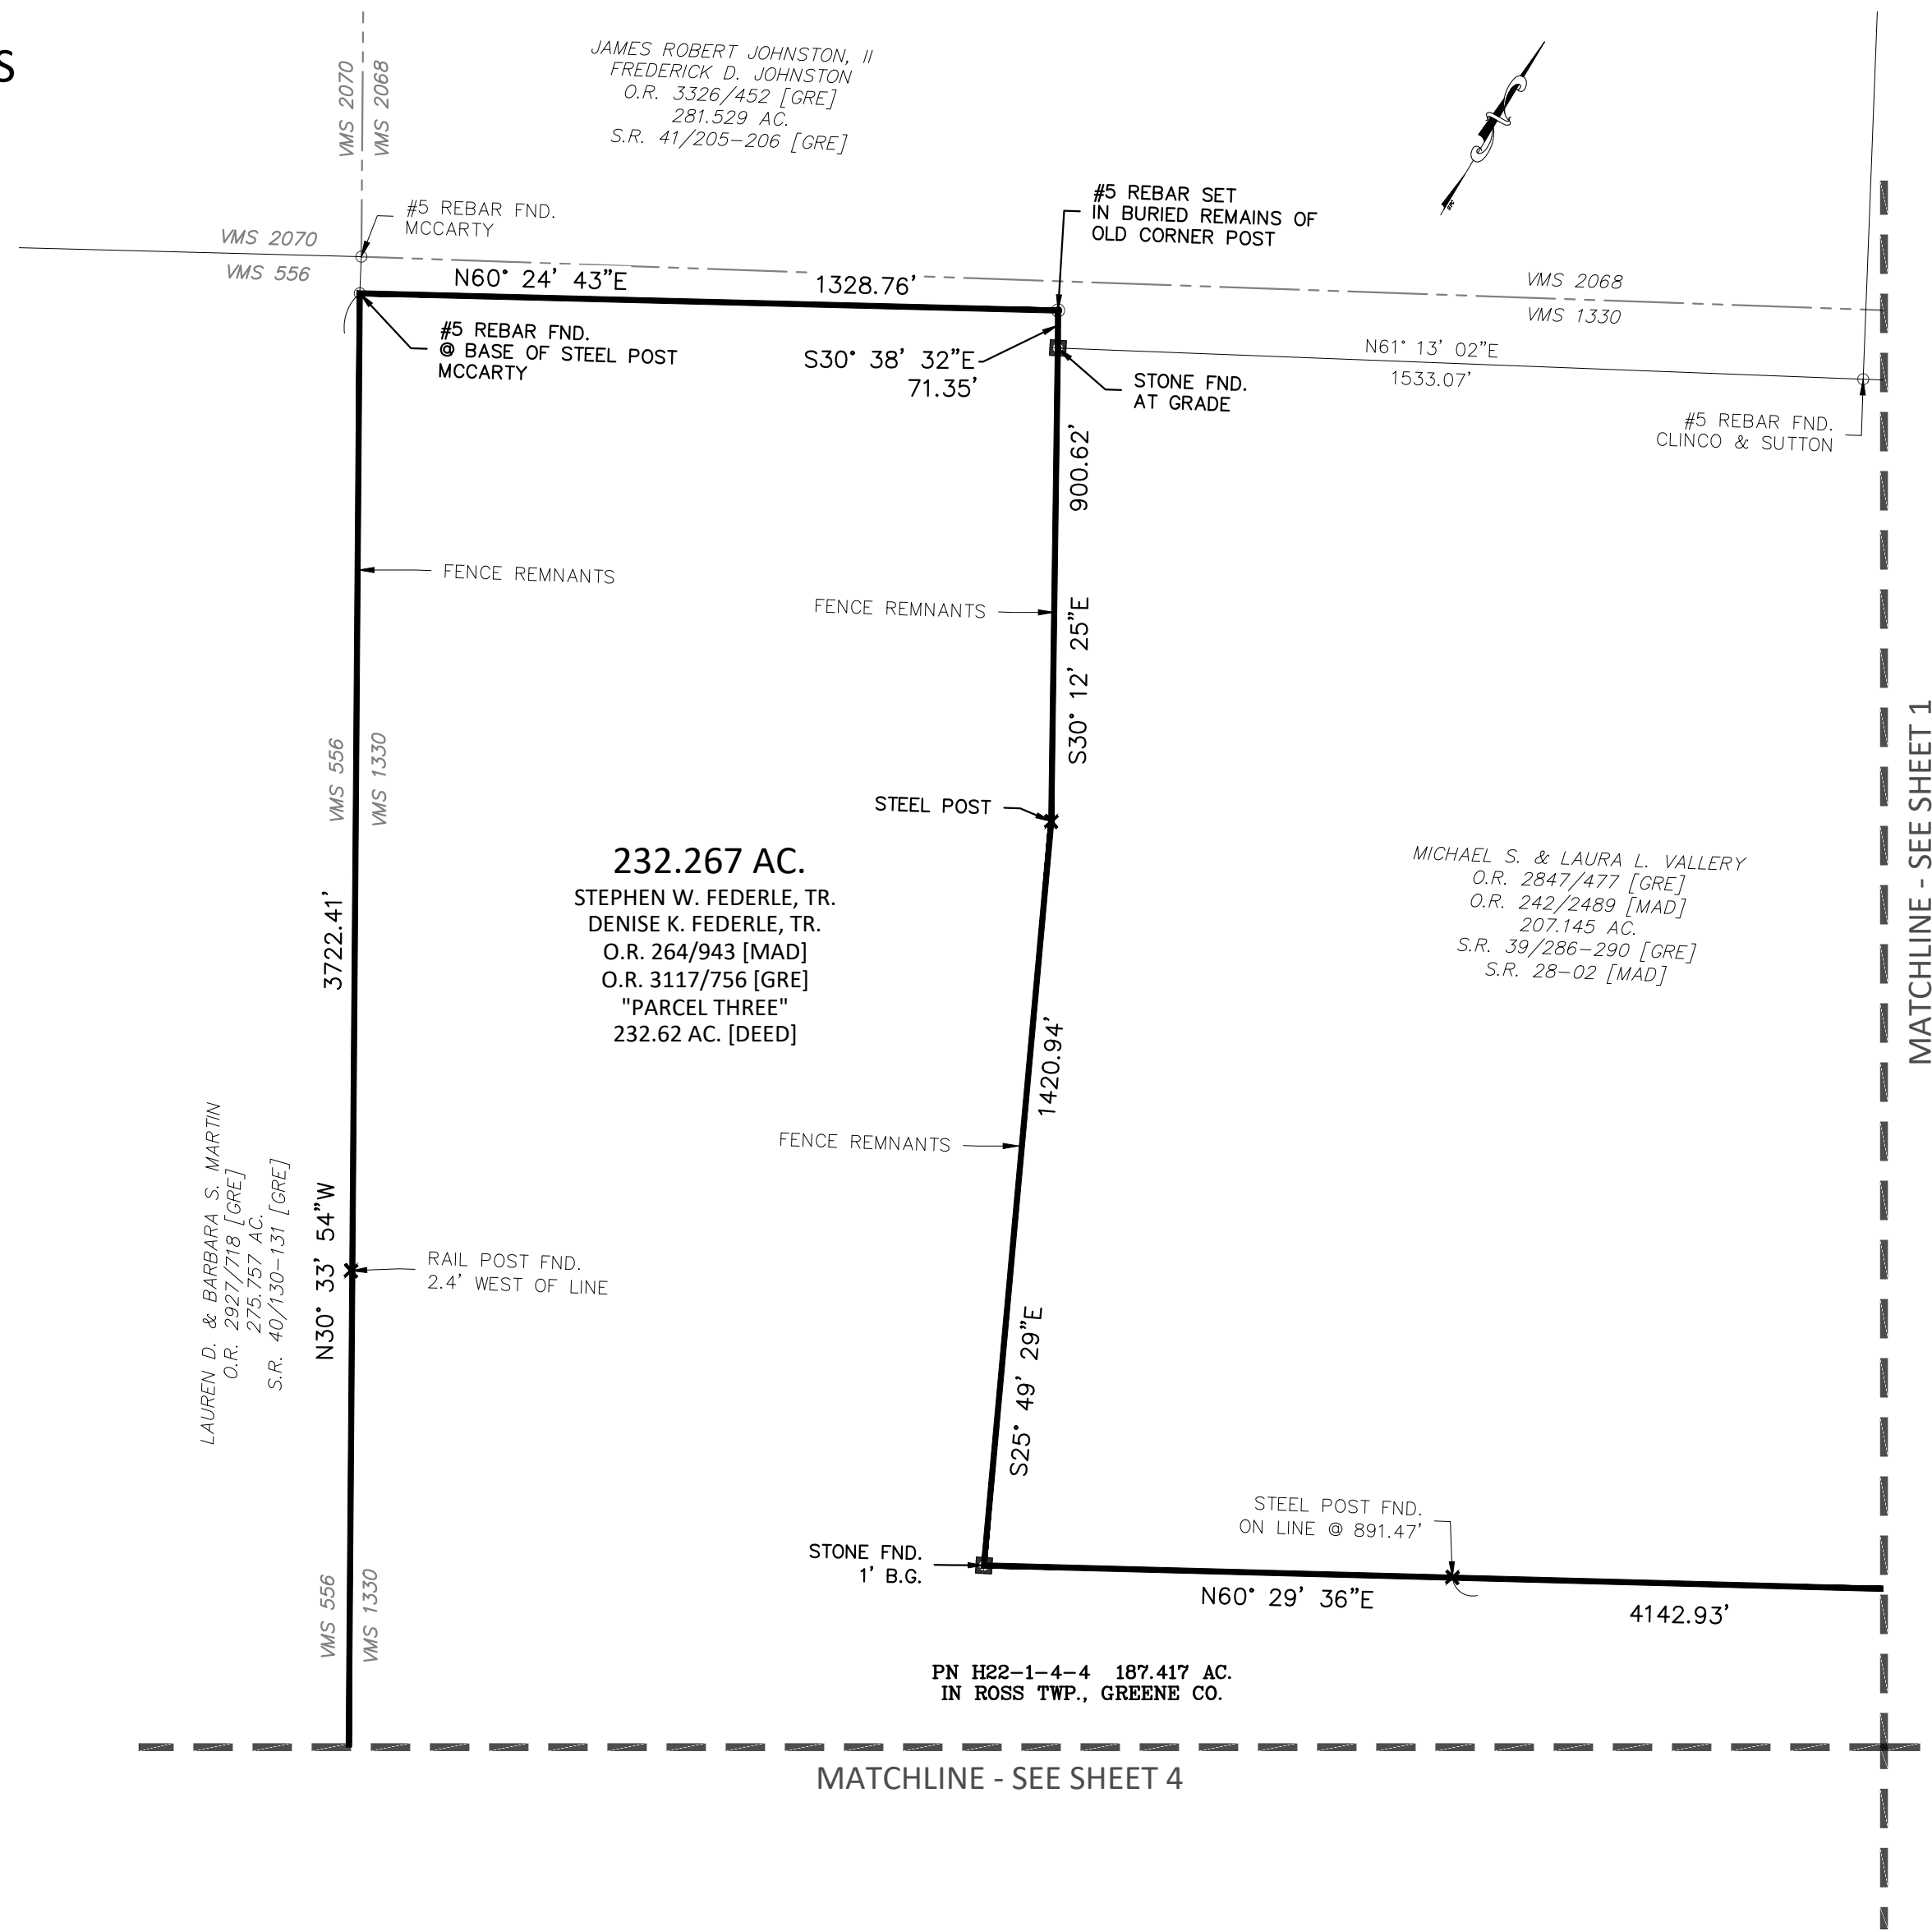 S
JAMES ROBERT JOHNSTON, II
FREDERICK D. JOHNSTON
O.R. 3326/452 [GRE]
281.529 AC.
S.R. 41/205-206 [GRE]
VMS 2070
VMS 2068
#5 REBAR FND.
MCCARTY
VMS 2070
VMS 556
#5 REBAR SET
IN BURIED REMAINS OF
OLD CORNER POST
N60° 24' 43"E
1328.76'
VMS 2068
VMS 1330
#5 REBAR FND.
@ BASE OF STEEL POST
MCCARTY
S30° 38' 32"E
71.35'
STONE FND.
AT GRADE
N61° 13' 02"E
1533.07'
#5 REBAR FND.
CLINCO & SUTTON
900.62'
S30° 12' 25"E
FENCE REMNANTS
FENCE REMNANTS
VMS 556
VMS 1330
STEEL POST
232.267 AC.
STEPHEN W. FEDERLE, TR.
DENISE K. FEDERLE, TR.
O.R. 264/943 [MAD]
O.R. 3117/756 [GRE]
"PARCEL THREE"
232.62 AC. [DEED]
MICHAEL S. & LAURA L. VALLERY
O.R. 2847/477 [GRE]
O.R. 242/2489 [MAD]
207.145 AC.
S.R. 39/286-290 [GRE]
S.R. 28-02 [MAD]
MATCHLINE - SEE SHEET 1
3722.41'
N30° 33' 54"W
1420.94'
S25° 49' 29"E
FENCE REMNANTS
LAUREN D. & BARBARA S. MARTIN
O.R. 2927/718 [GRE]
275.757 AC.
S.R. 40/130-131 [GRE]
RAIL POST FND.
2.4' WEST OF LINE
STEEL POST FND.
ON LINE @ 891.47'
STONE FND.
1' B.G.
N60° 29' 36"E
4142.93'
VMS 556
VMS 1330
PN H22-1-4-4 187.417 AC.
IN ROSS TWP., GREENE CO.
MATCHLINE - SEE SHEET 4